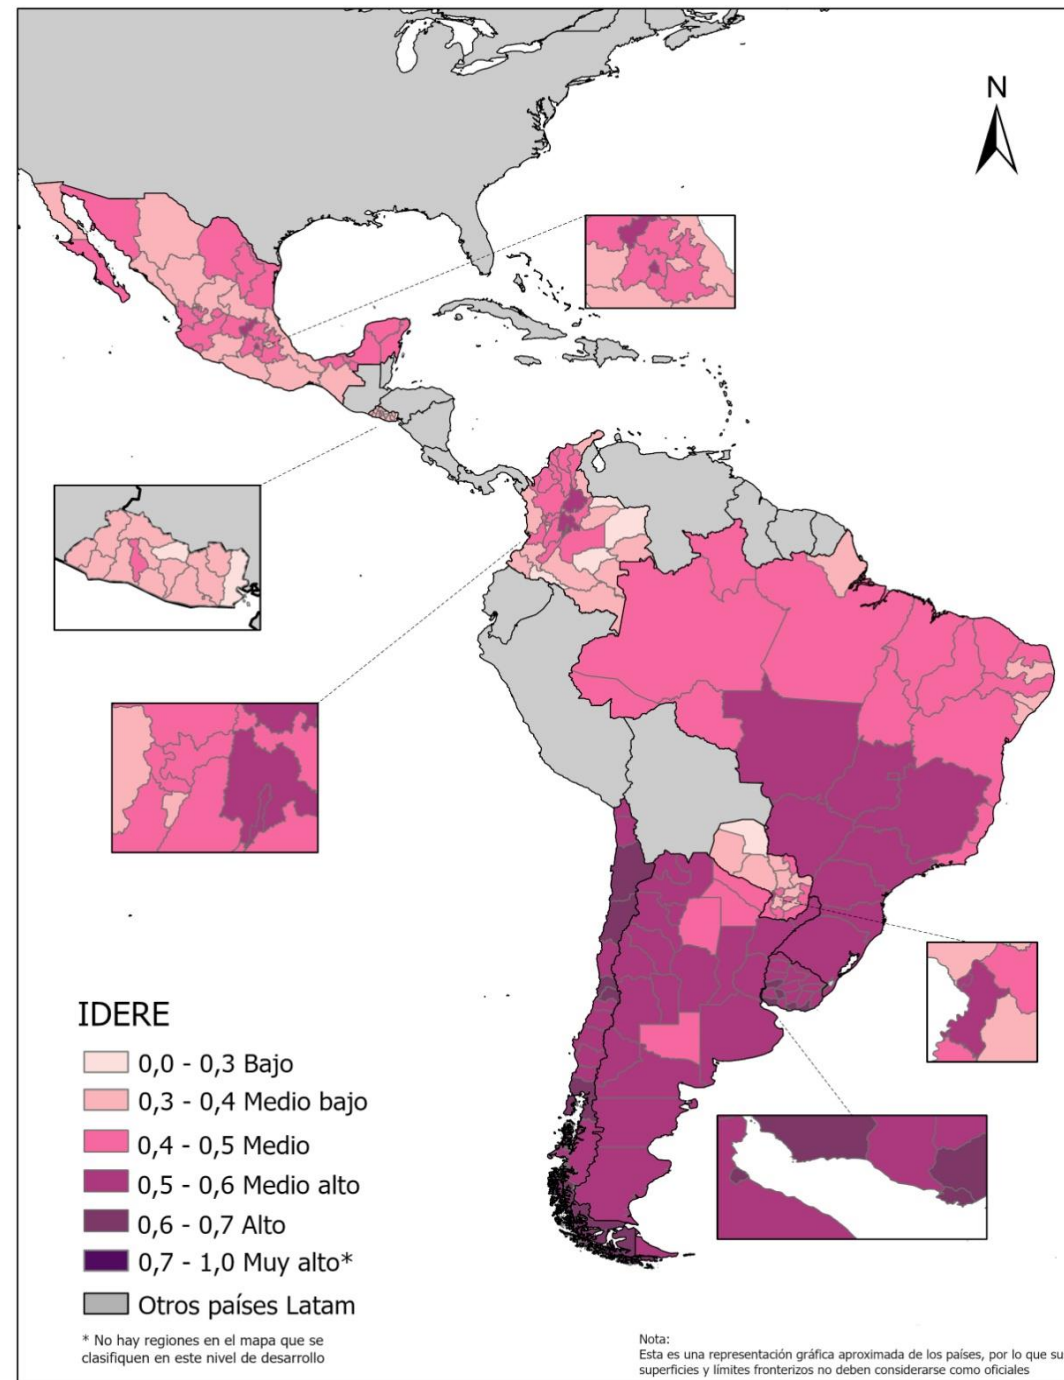 N
IDERE
0,0 - 0,3 Bajo
0,3 - 0,4 Medio bajo
0,4 - 0,5 Medio
0,5 - 0,6 Medio alto
0,6 - 0,7 Alto
0,7 - 1,0 Muy alto*
Otros países Latam
* No hay regiones en el mapa que se
clasifiquen en este nivel de desarrollo
Nota:
Esta es una representación gráfica aproximada de los países, por lo que su
superficies y límites fronterizos no deben considerarse como oficiales